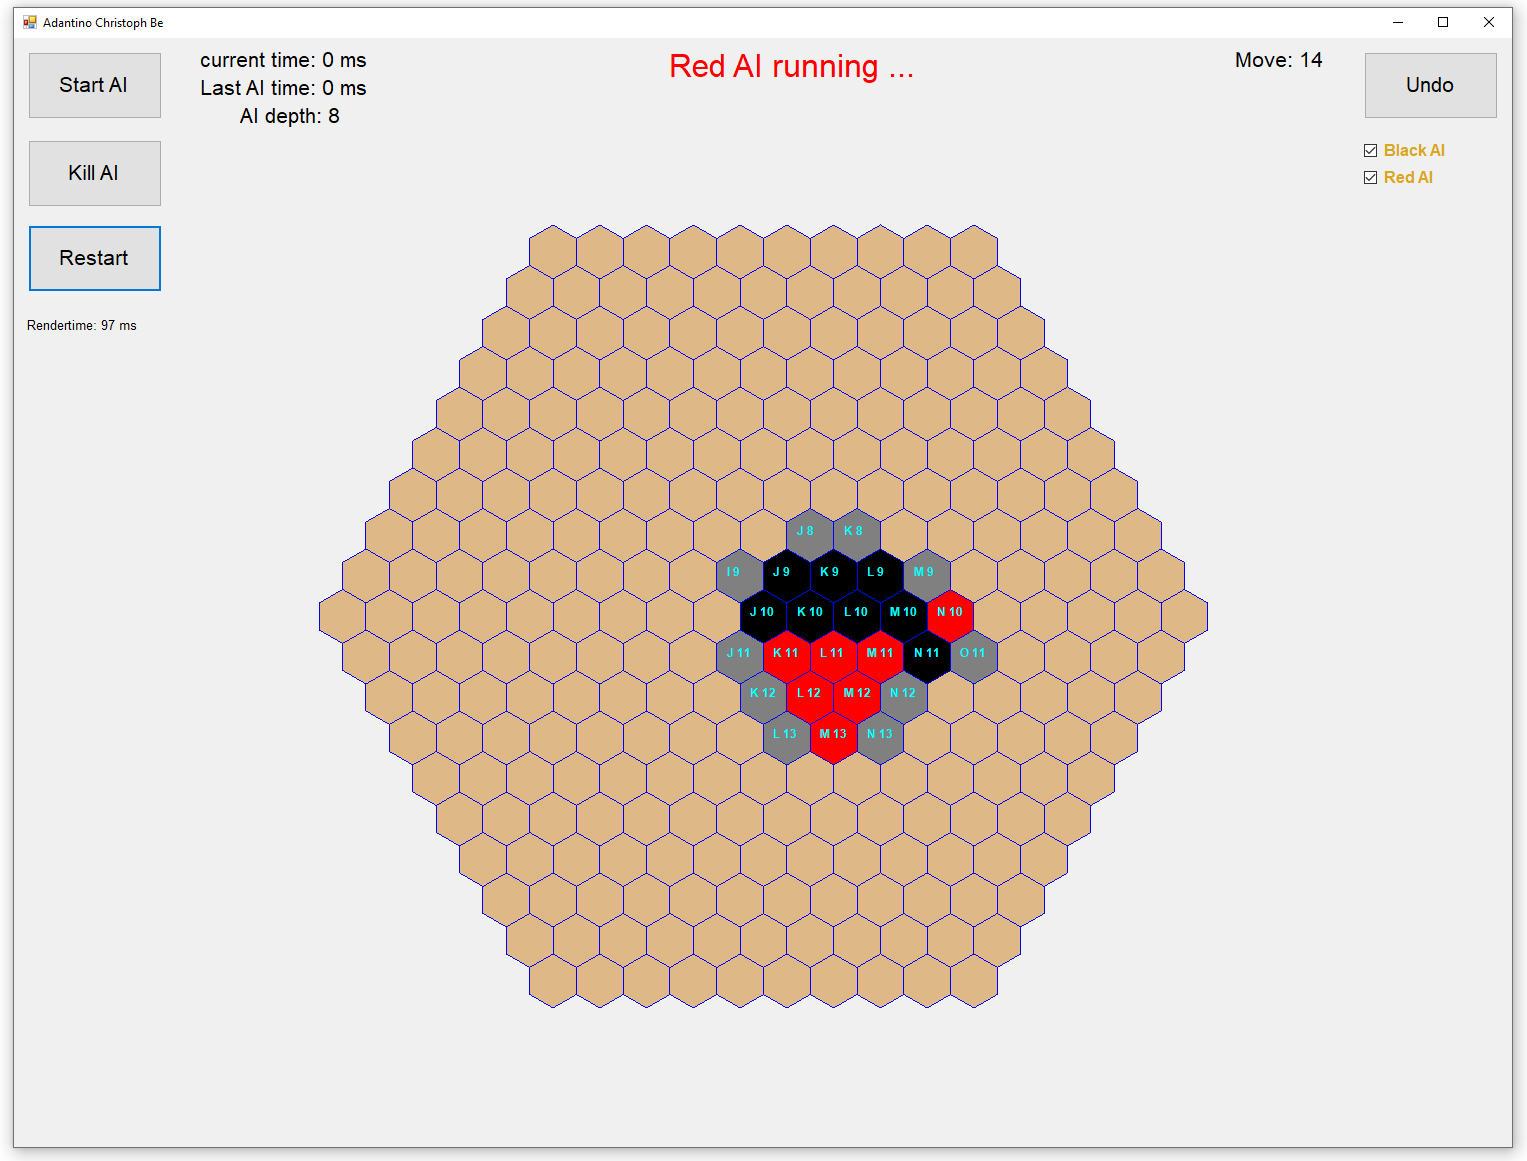 Adantino Christoph Be
Start AI
current time: 0 ms
Last AI time: 0 ms
AI depth: 8
Red AI running ...
Move: 14
Undo
Kill AI
Black AI
Red AI
Restart
Rendertime: 97 ms
J 8 K 8
I 9 J 9 K 9 L 9 M 9
J 10 K 10 L 10 M 10 N 10
J 11 K 11 L 11 M 11 N 11 O 11
K 12 L 12 M 12 N 12
L 13 M 13 N 13